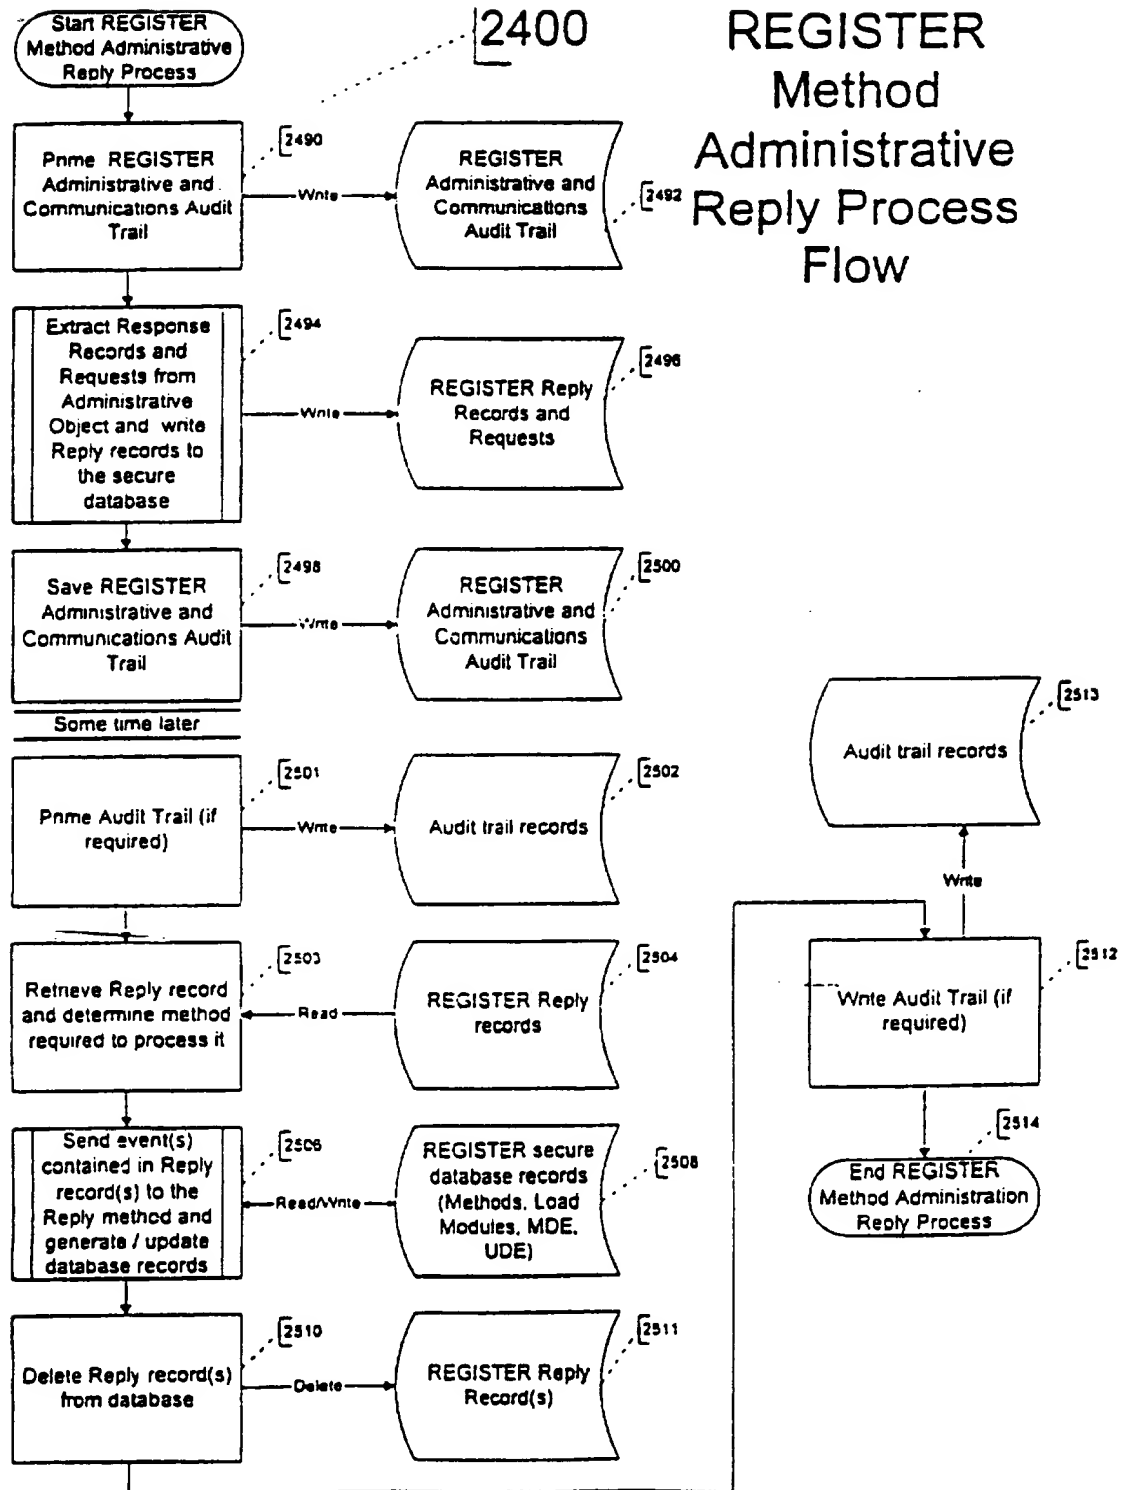 Start REGISTER
Method Administrative
Reply Process
2400
REGISTER
Method
Administrative
Reply Process
Flow
Prime REGISTER
Administrative and
Communications Audit
Trail
2490
Write
REGISTER
Administrative and
Communications
Audit Trail
2492
Extract Response
Records and
Requests from
Administrative
Object and write
Reply records to
the secure
database
2494
Write
REGISTER Reply
Records and
Requests
2496
Save REGISTER
Administrative and
Communications Audit
Trail
2498
Write
REGISTER
Administrative and
Communications
Audit Trail
2500
Some time later
Prime Audit Trail (if
required)
2501
Write
Audit trail records
2502
Retrieve Reply record
and determine method
required to process it
2503
Read
REGISTER Reply
records
2504
Send event(s)
contained in Reply
record(s) to the
Reply method and
generate / update
database records
2506
Read/Write
REGISTER secure
database records
(Methods, Load
Modules, MDE,
UDE)
2508
Delete Reply record(s)
from database
2510
Delete
REGISTER Reply
Record(s)
2511
Audit trail records
2513
Write
Write Audit Trail (if
required)
2512
2514
End REGISTER
Method Administration
Reply Process